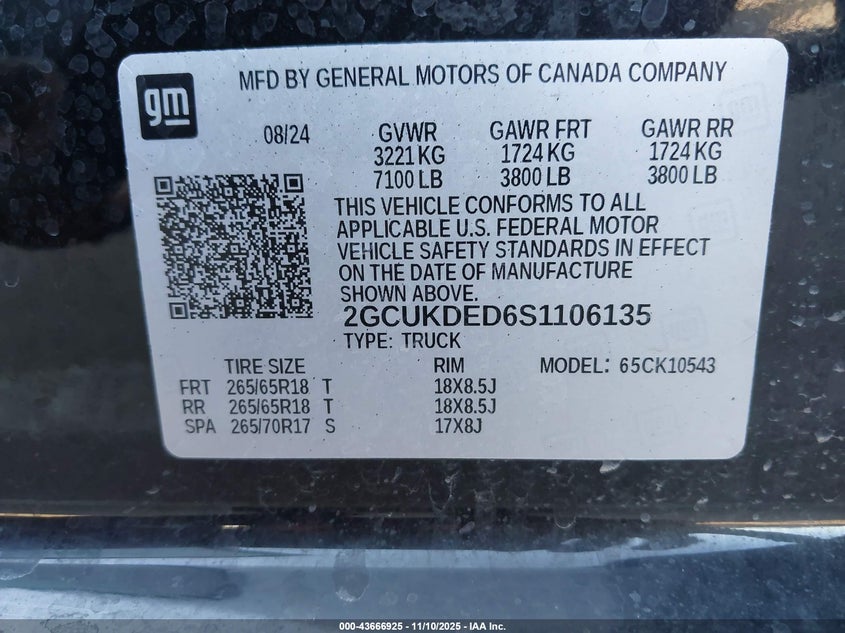 MFD BY GENERAL MOTORS OF CANADA COMPANY
gm
08/24 GVWR GAWR FRT GAWR RR
3221 KG 1724 KG 1724 KG
7100 LB 3800 LB 3800 LB
THIS VEHICLE CONFORMS TO ALL
APPLICABLE U.S. FEDERAL MOTOR
VEHICLE SAFETY STANDARDS IN EFFECT
ON THE DATE OF MANUFACTURE
SHOWN ABOVE.
2GCUKDED6S1106135
TYPE: TRUCK
TIRE SIZE RIM MODEL: 65CK10543
FRT 265/65R18 T 18X8.5J
RR 265/65R18 T 18X8.5J
SPA 265/70R17 S 17X8J
000-43666925 - 11/10/2025 - IAA Inc.